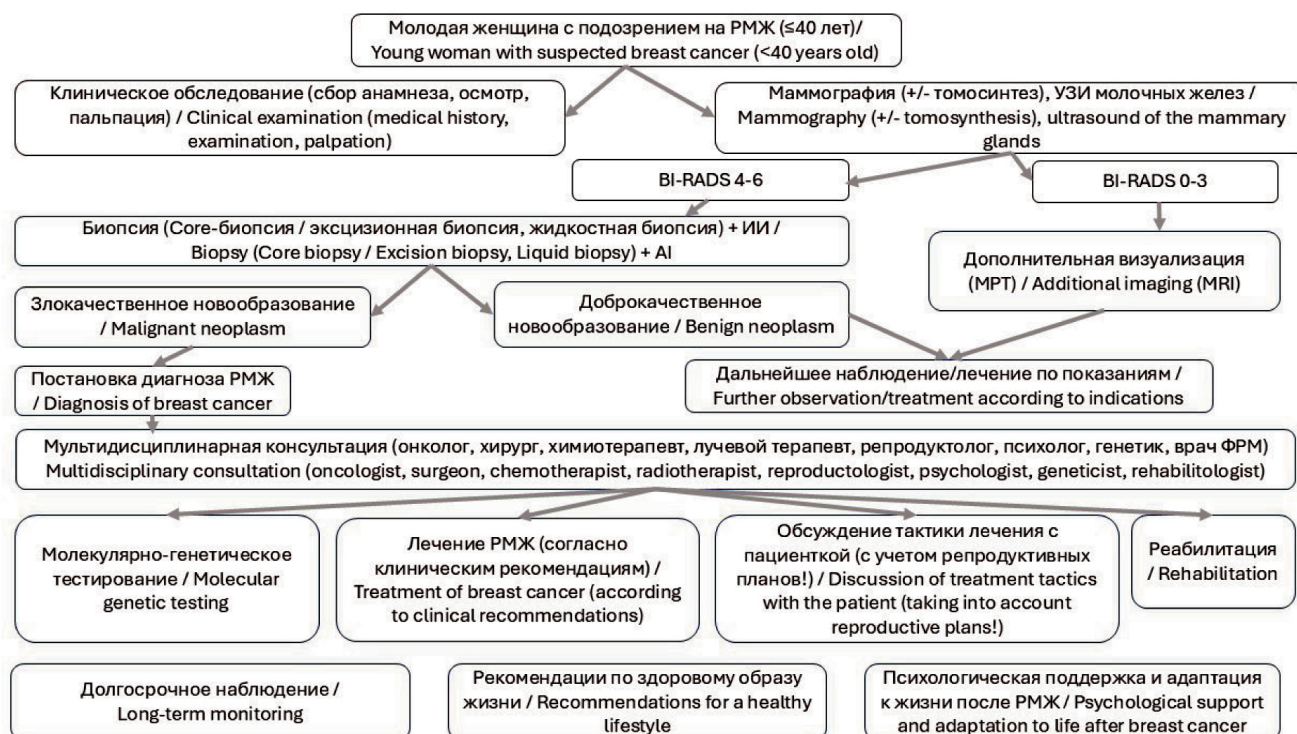 Молодая женщина с подозрением на РМЖ (≤40 лет)/
Young woman with suspected breast cancer (<40 years old)
Клиническое обследование (сбор анамнеза, осмотр,
пальпация) / Clinical examination (medical history,
examination, palpation)
Маммография (+/- томосинтез), УЗИ молочных желез /
Mammography (+/- tomosynthesis), ultrasound of the mammary
glands
BI-RADS 4-6
BI-RADS 0-3
Биопсия (Core-биопсия / эксцизионная биопсия, жидкостная биопсия) + ИИ /
Biopsy (Core biopsy / Excision biopsy, Liquid biopsy) + AI
Дополнительная визуализация
(МРТ) / Additional imaging (MRI)
Злокачественное новообразование
/ Malignant neoplasm
Доброкачественное
новообразование / Benign neoplasm
Постановка диагноза РМЖ
/ Diagnosis of breast cancer
Дальнейшее наблюдение/лечение по показаниям /
Further observation/treatment according to indications
Мультидисциплинарная консультация (онколог, хирург, химиотерапевт, лучевой терапевт, репродуктолог, психолог, генетик, врач ФРМ)
Multidisciplinary consultation (oncologist, surgeon, chemotherapist, radiotherapist, reproductologist, psychologist, geneticist, rehabilitologist)
Молекулярно-генетическое
тестирование / Molecular
genetic testing
Лечение РМЖ (согласно
клиническим рекомендациям) /
Treatment of breast cancer (according
to clinical recommendations)
Обсуждение тактики лечения с
пациенткой (с учетом репродуктивных
планов!) / Discussion of treatment tactics
with the patient (taking into account
reproductive plans!)
Реабилитация
/ Rehabilitation
Долгосрочное наблюдение /
Long-term monitoring
Рекомендации по здоровому образу
жизни / Recommendations for a healthy
lifestyle
Психологическая поддержка и адаптация
к жизни после РМЖ / Psychological support
and adaptation to life after breast cancer